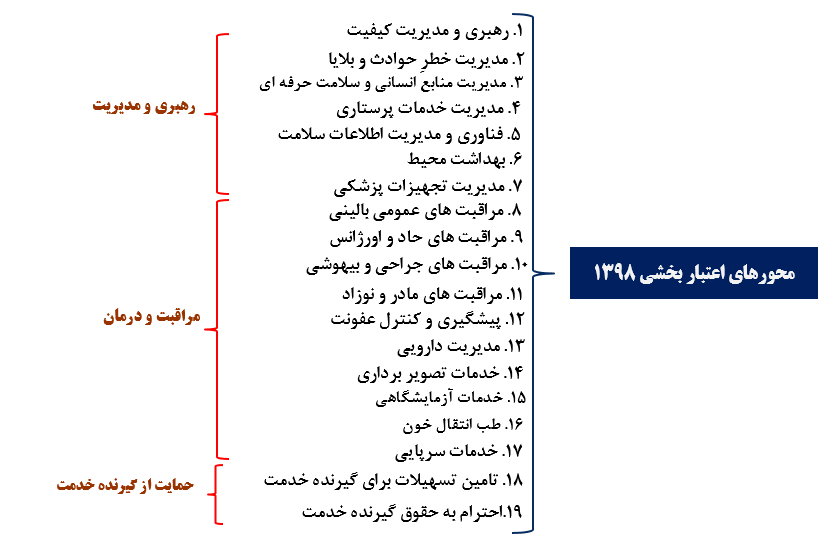 محورهای اعتبار بخشی ۱۳۹۸
رهبری و مدیریت
۱. رهبری و مدیریت کیفیت
۲. مدیریت خطرِ حوادث و بلایا
۳. مدیریت منابع انسانی و سلامت حرفه ای
۴. مدیریت خدمات پرستاری
۵. فناوری و مدیریت اطلاعات سلامت
۶. بهداشت محیط
۷. مدیریت تجهیزات پزشکی
مراقبت و درمان
۸. مراقبت های عمومی بالینی
۹. مراقبت های حاد و اورژانس
۱۰. مراقبت های جراحی و بیهوشی
۱۱. مراقبت های مادر و نوزاد
۱۲. پیشگیری و کنترل عفونت
۱۳. مدیریت دارویی
۱۴. خدمات تصویر برداری
۱۵. خدمات آزمایشگاهی
۱۶. طب انتقال خون
۱۷. خدمات سرپایی
حمایت از گیرنده خدمت
۱۸. تامین تسهیلات برای گیرنده خدمت
۱۹.احترام به حقوق گیرنده خدمت